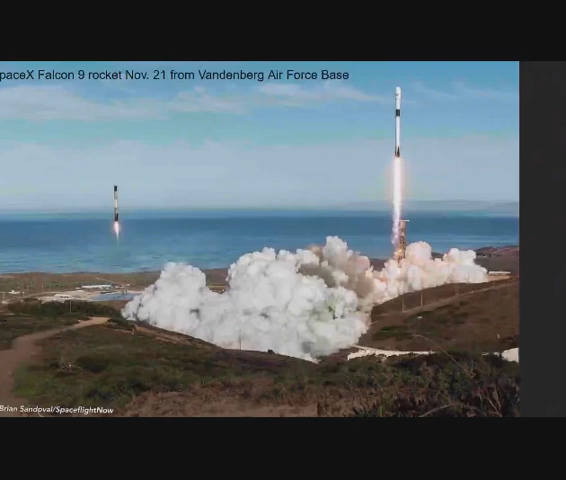 paceX Falcon 9 rocket Nov. 21 from Vandenberg Air Force Base
Brian Sandoval/SpaceflightNow